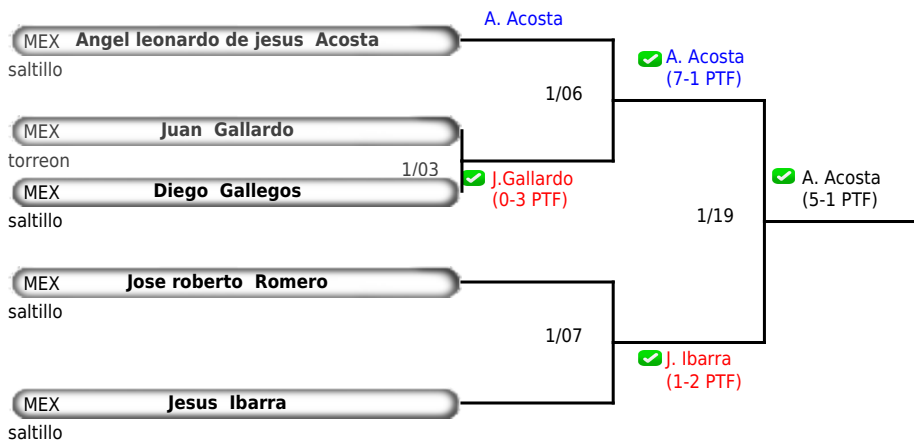 A. Acosta
MEX Angel leonardo de jesus Acosta
saltillo
A. Acosta
(7-1 PTF)
1/06
MEX Juan Gallardo
torreon
1/03
J.Gallardo
(0-3 PTF)
A. Acosta
(5-1 PTF)
MEX Diego Gallegos
saltillo
1/19
MEX Jose roberto Romero
saltillo
1/07
J. Ibarra
(1-2 PTF)
MEX Jesus Ibarra
saltillo